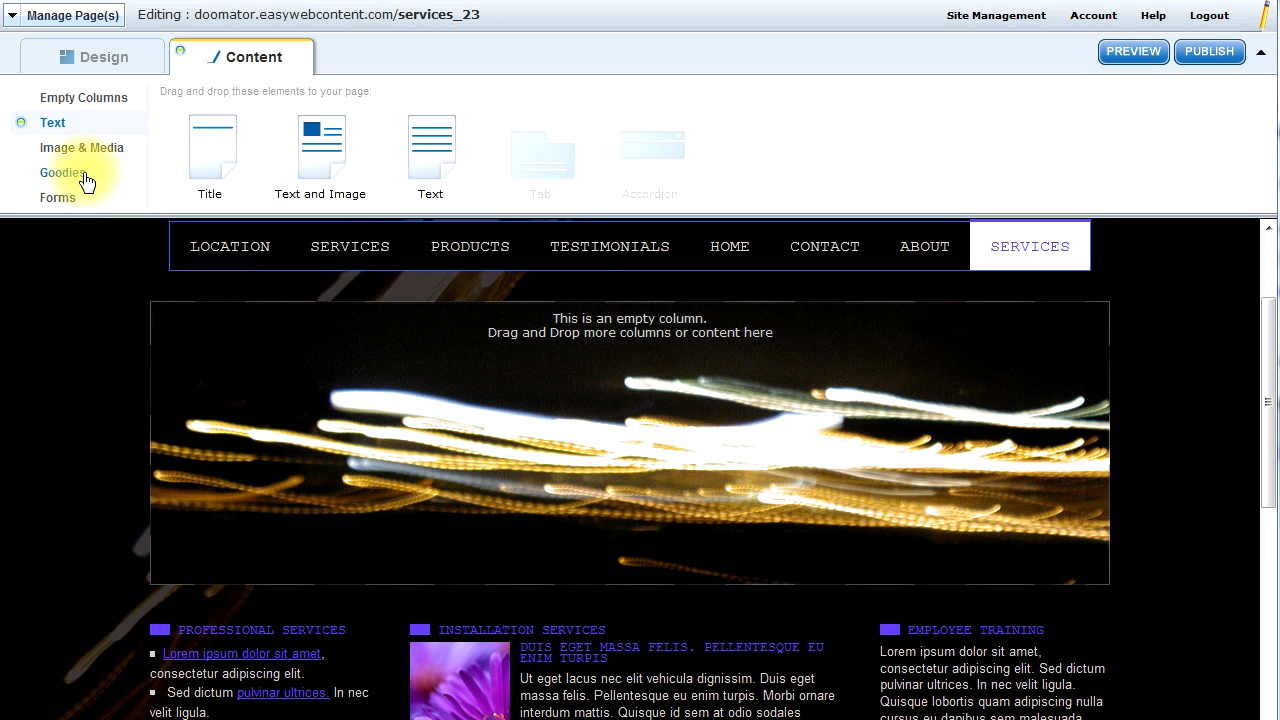 Manage Page(s)
Editing : doomator.easywebcontent.com/services_23
Site Management
Account
Help
Logout
Design
Content
PREVIEW
PUBLISH
Empty Columns
Text
Image & Media
Goodies
Forms
Drag and drop these elements to your page:
Title
Text and Image
Text
Tab
Accordion
LOCATION
SERVICES
PRODUCTS
TESTIMONIALS
HOME
CONTACT
ABOUT
SERVICES
This is an empty column.
Drag and Drop more columns or content here
PROFESSIONAL SERVICES
Lorem ipsum dolor sit amet,
consectetur adipiscing elit.
Sed dictum pulvinar ultrices. In nec
velit ligula.
INSTALLATION SERVICES
DUIS EGET MASSA FELIS. PELLENTESQUE EU
ENIM TURPIS
Ut eget lacus nec elit vehicula dignissim. Duis eget
massa felis. Pellentesque eu enim turpis. Morbi ornare
interdum mattis. Quisque id sem at odio sodales
EMPLOYEE TRAINING
Lorem ipsum dolor sit amet,
consectetur adipiscing elit. Sed dictum
pulvinar ultrices. In nec velit ligula.
Quisque lobortis quam adipiscing nulla
cursus eu dapibus sem malesuada.